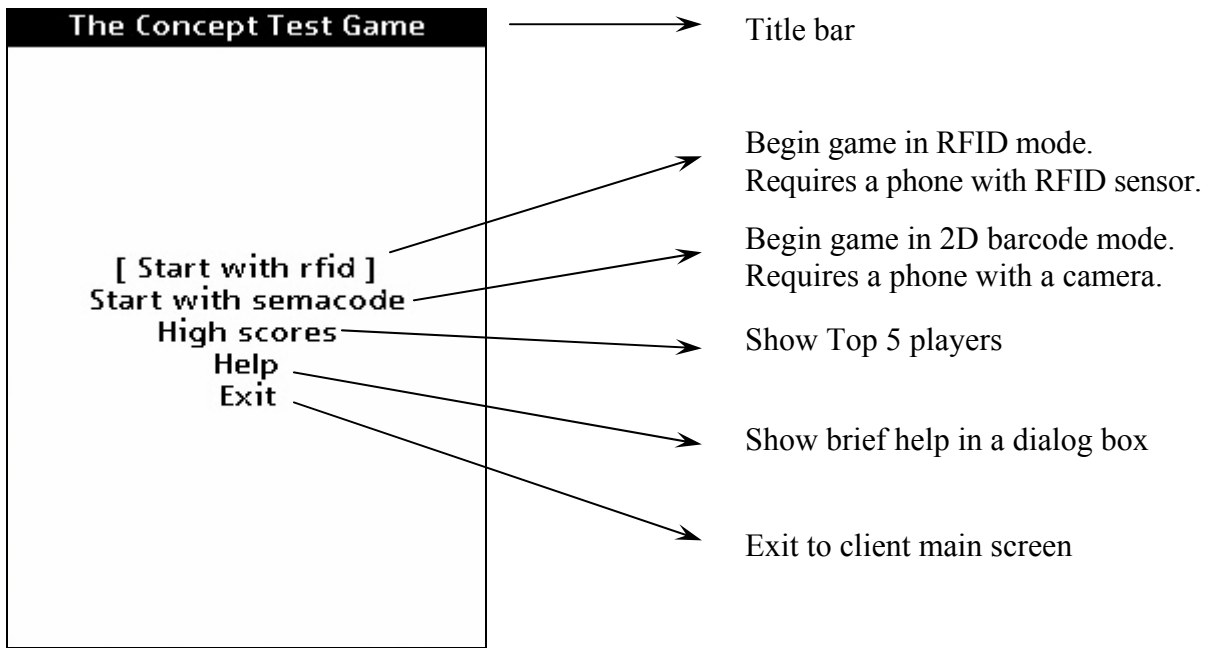 The Concept Test Game
Title bar
Begin game in RFID mode.
Requires a phone with RFID sensor.
[ Start with rfid ]
Begin game in 2D barcode mode.
Requires a phone with a camera.
Start with semacode
High scores
Show Top 5 players
Help
Exit
Show brief help in a dialog box
Exit to client main screen